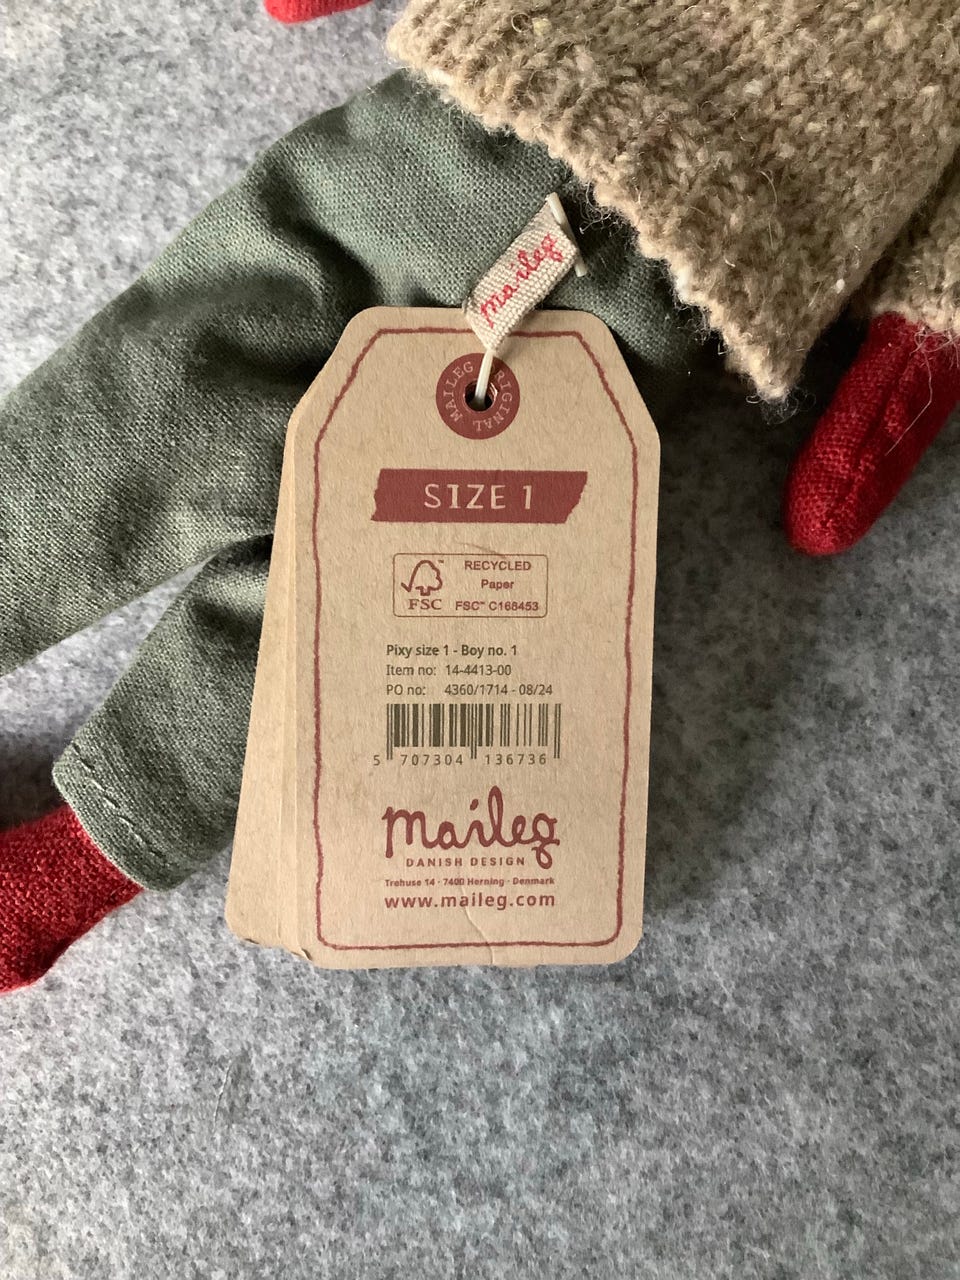 maileg
MAILEG ORIGINAL
SIZE 1
FSC™
RECYCLED
Paper
FSC™ C168453
Pixy size 1 - Boy no. 1
Item no: 14-4413-00
PO no: 4360/1714 - 08/24
5 707304 136736
maileg
DANISH DESIGN
Trehuse 14 · 7400 Herning · Denmark
www.maileg.com